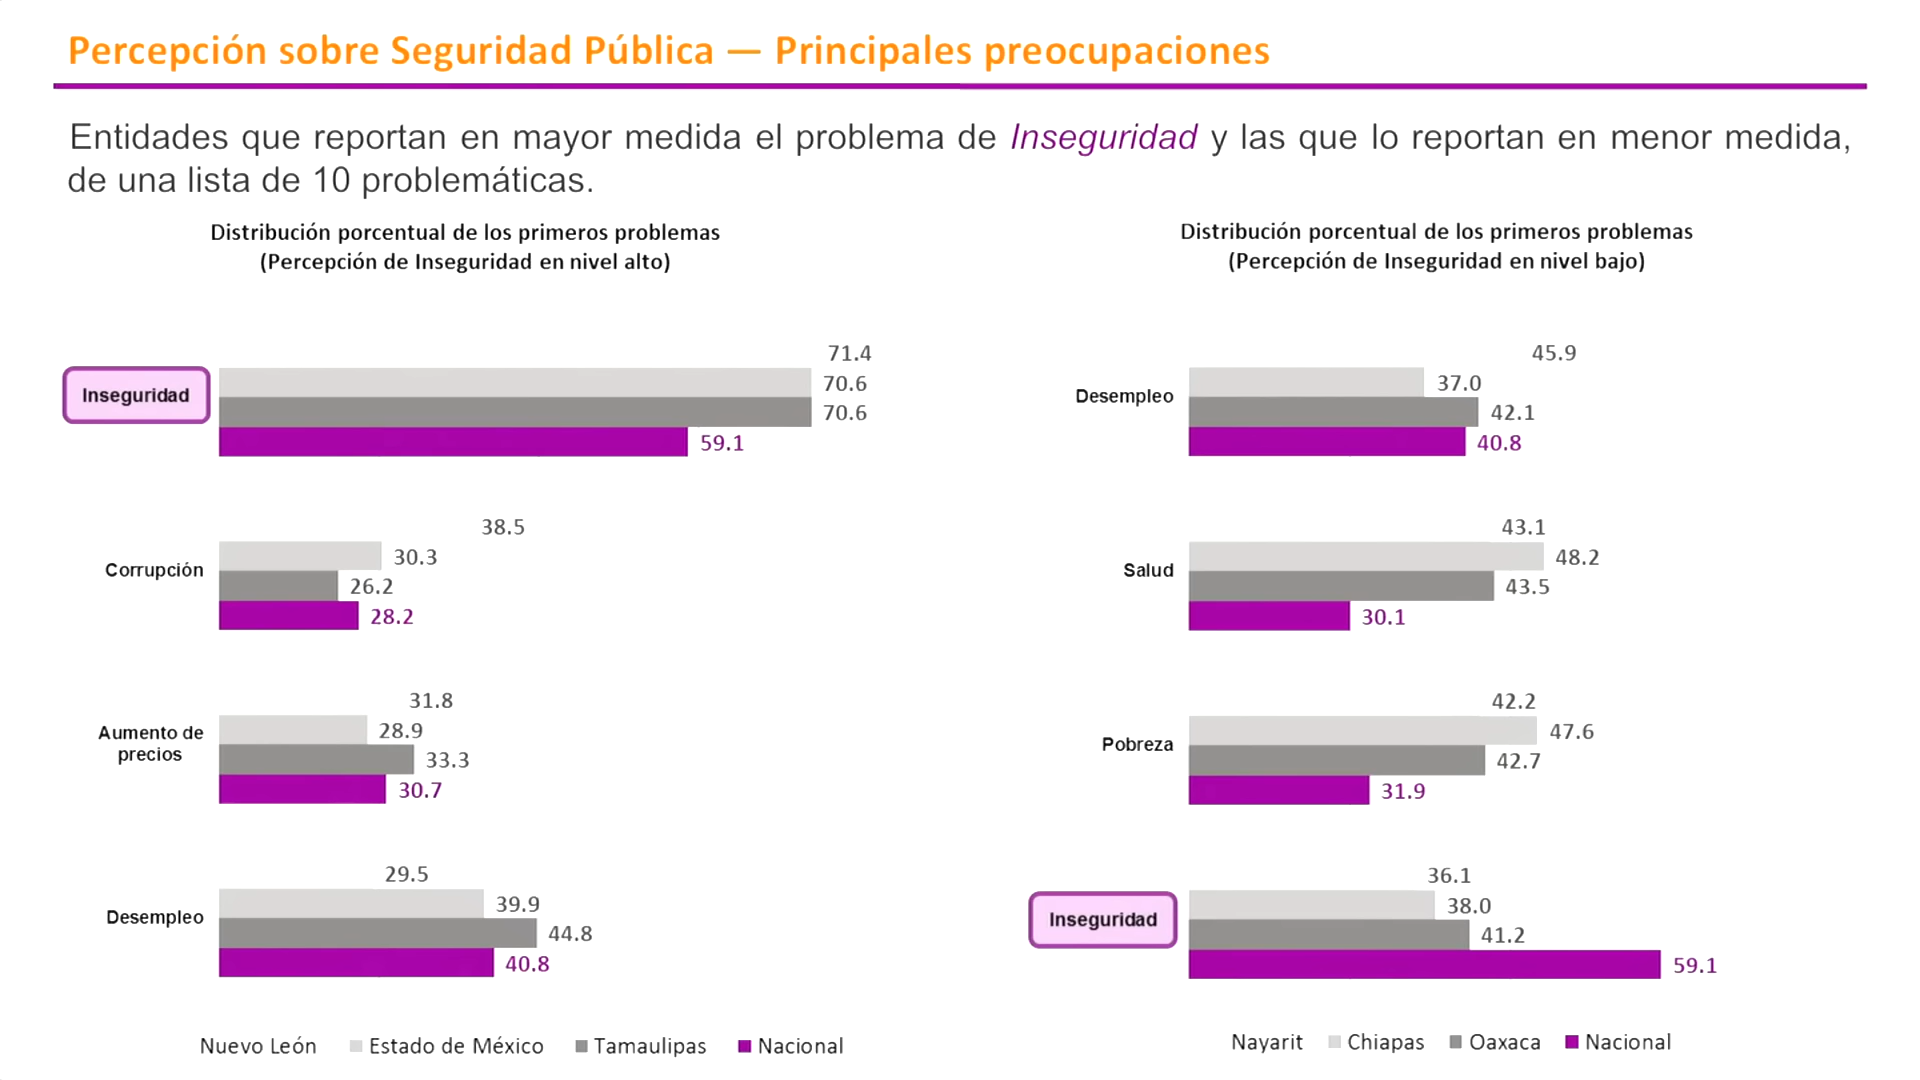 Percepción sobre Seguridad Pública — Principales preocupaciones
Entidades que reportan en mayor medida el problema de Inseguridad y las que lo reportan en menor medida,
de una lista de 10 problemáticas.
Distribución porcentual de los primeros problemas
(Percepción de Inseguridad en nivel alto)
71.4
Inseguridad
70.6
70.6
59.1
38.5
Corrupción
30.3
26.2
28.2
31.8
Aumento de
precios
28.9
33.3
30.7
29.5
Desempleo
39.9
44.8
40.8
Nuevo León Estado de México Tamaulipas Nacional
Distribución porcentual de los primeros problemas
(Percepción de Inseguridad en nivel bajo)
45.9
Desempleo
37.0
42.1
40.8
43.1
Salud
48.2
43.5
30.1
42.2
Pobreza
47.6
42.7
31.9
36.1
Inseguridad
38.0
41.2
59.1
Nayarit Chiapas Oaxaca Nacional